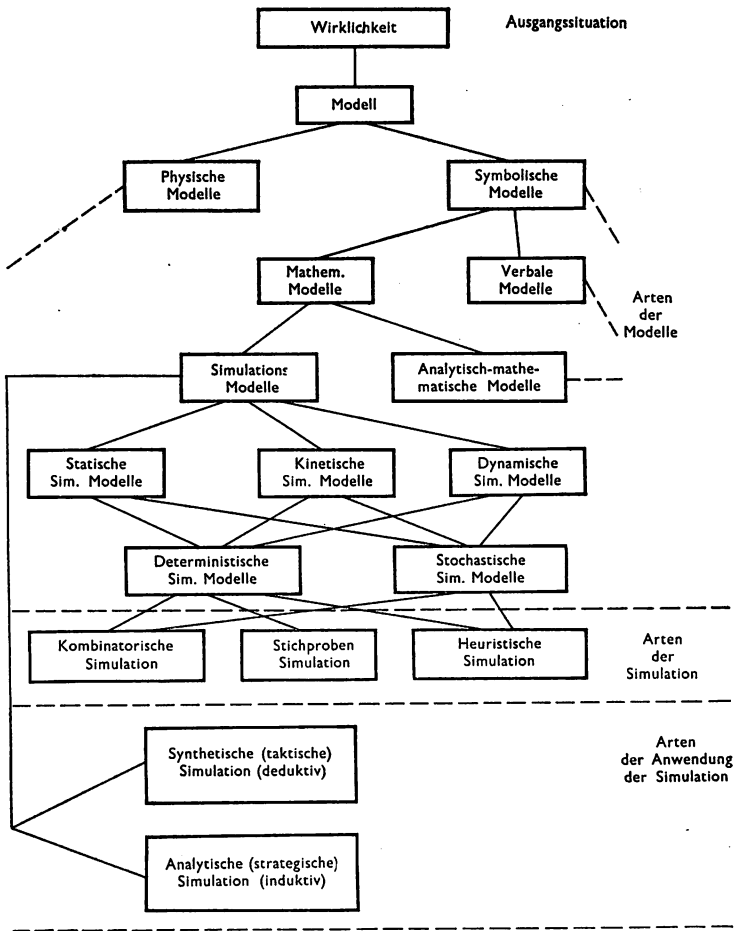 Wirklichkeit
Ausgangssituation
Modell
Physische
Modelle
Symbolische
Modelle
Mathem.
Modelle
Verbale
Modelle
Arten
der
Modelle
Simulations
Modelle
Analytisch-mathe-
matische Modelle
Statische
Sim. Modelle
Kinetische
Sim. Modelle
Dynamische
Sim. Modelle
Deterministische
Sim. Modelle
Stochastische
Sim. Modelle
Kombinatorische
Simulation
Stichproben
Simulation
Heuristische
Simulation
Arten
der
Simulation
Synthetische (taktische)
Simulation (deduktiv)
Arten
der Anwendung
der Simulation
Analytische (strategische)
Simulation (induktiv)